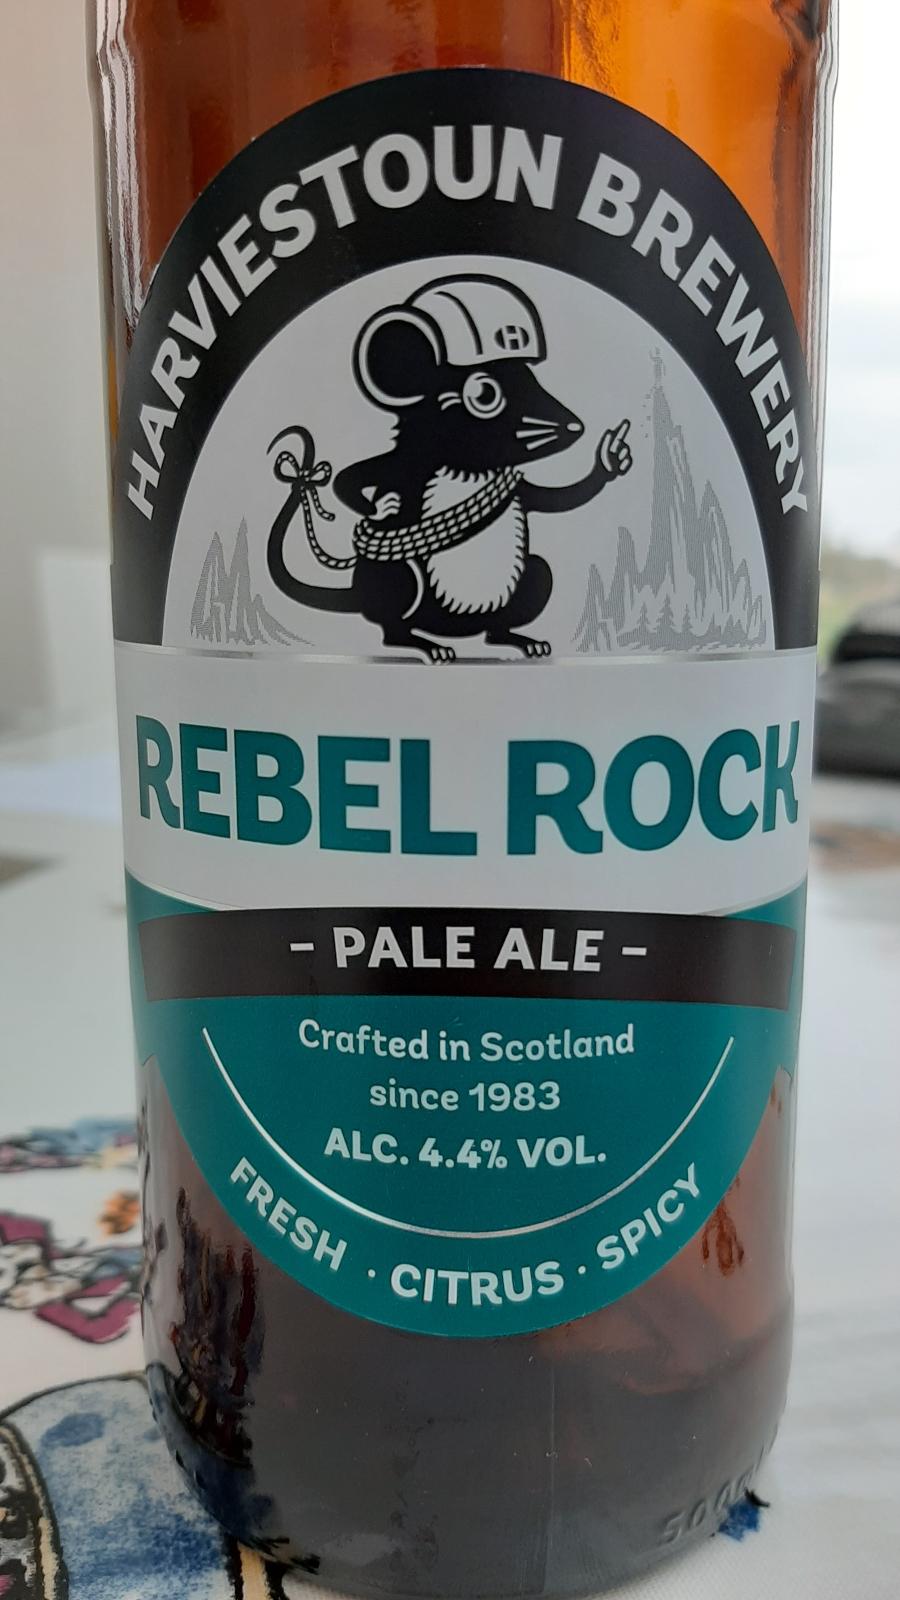 HARVIESTOUN BREWERY
H
REBEL ROCK
- PALE ALE -
Crafted in Scotland
since 1983
ALC. 4.4% VOL.
FRESH · CITRUS · SPICY